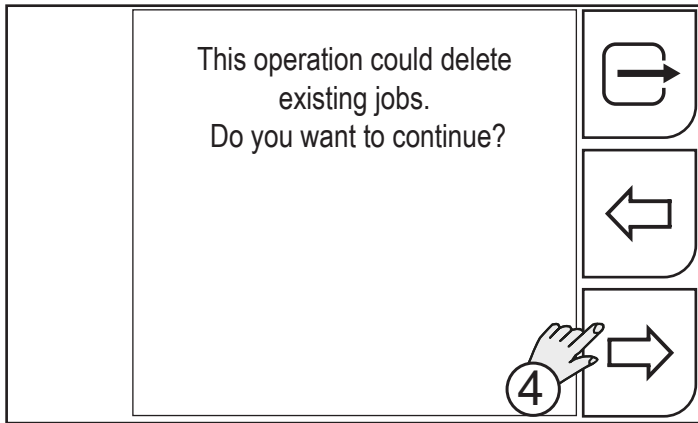 This operation could delete
existing jobs.
Do you want to continue?
4